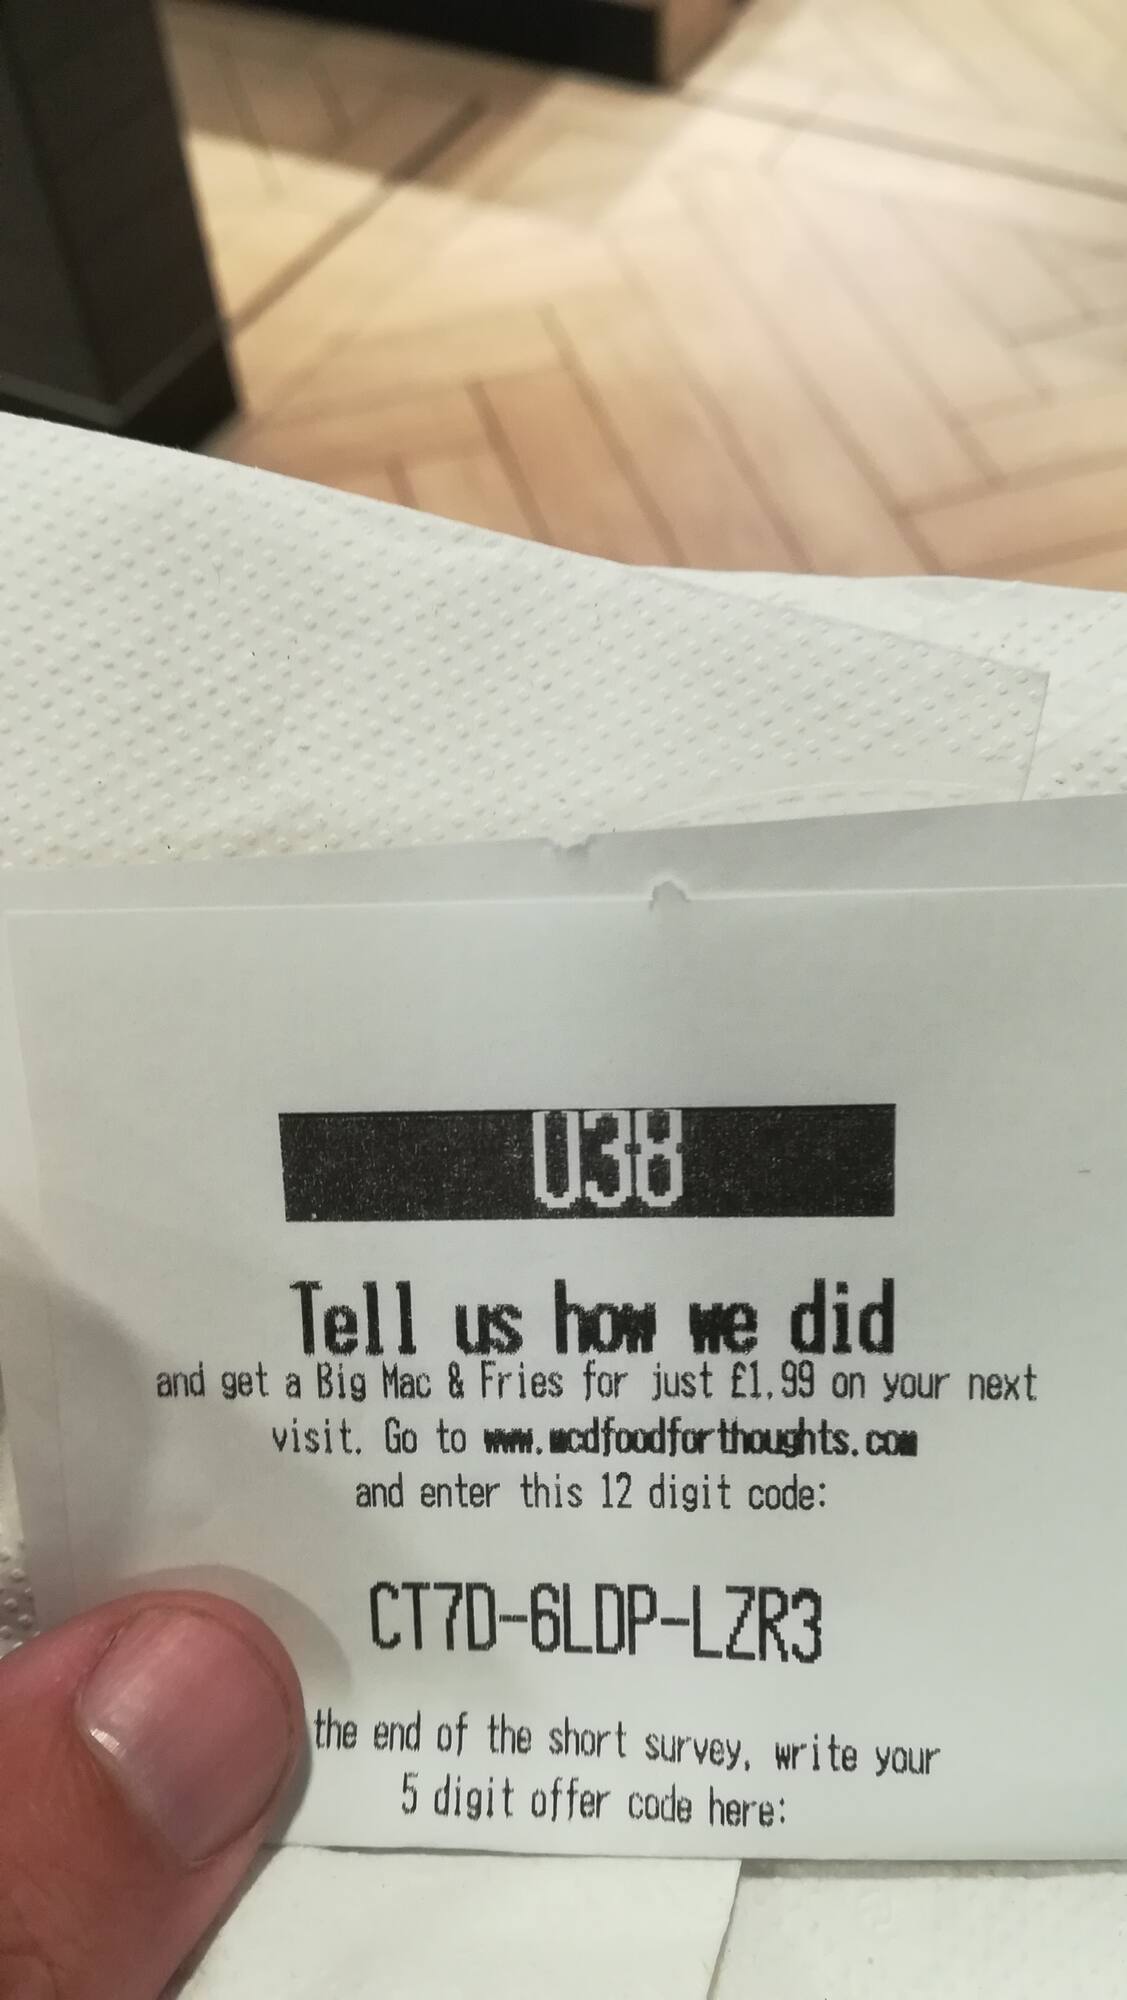 038
Tell us how we did
and get a Big Mac & Fries for just £1.99 on your next
visit. Go to www.mcdfoodforthoughts.com
and enter this 12 digit code:
CT7D-6LDP-LZR3
the end of the short survey, write your
5 digit offer code here: